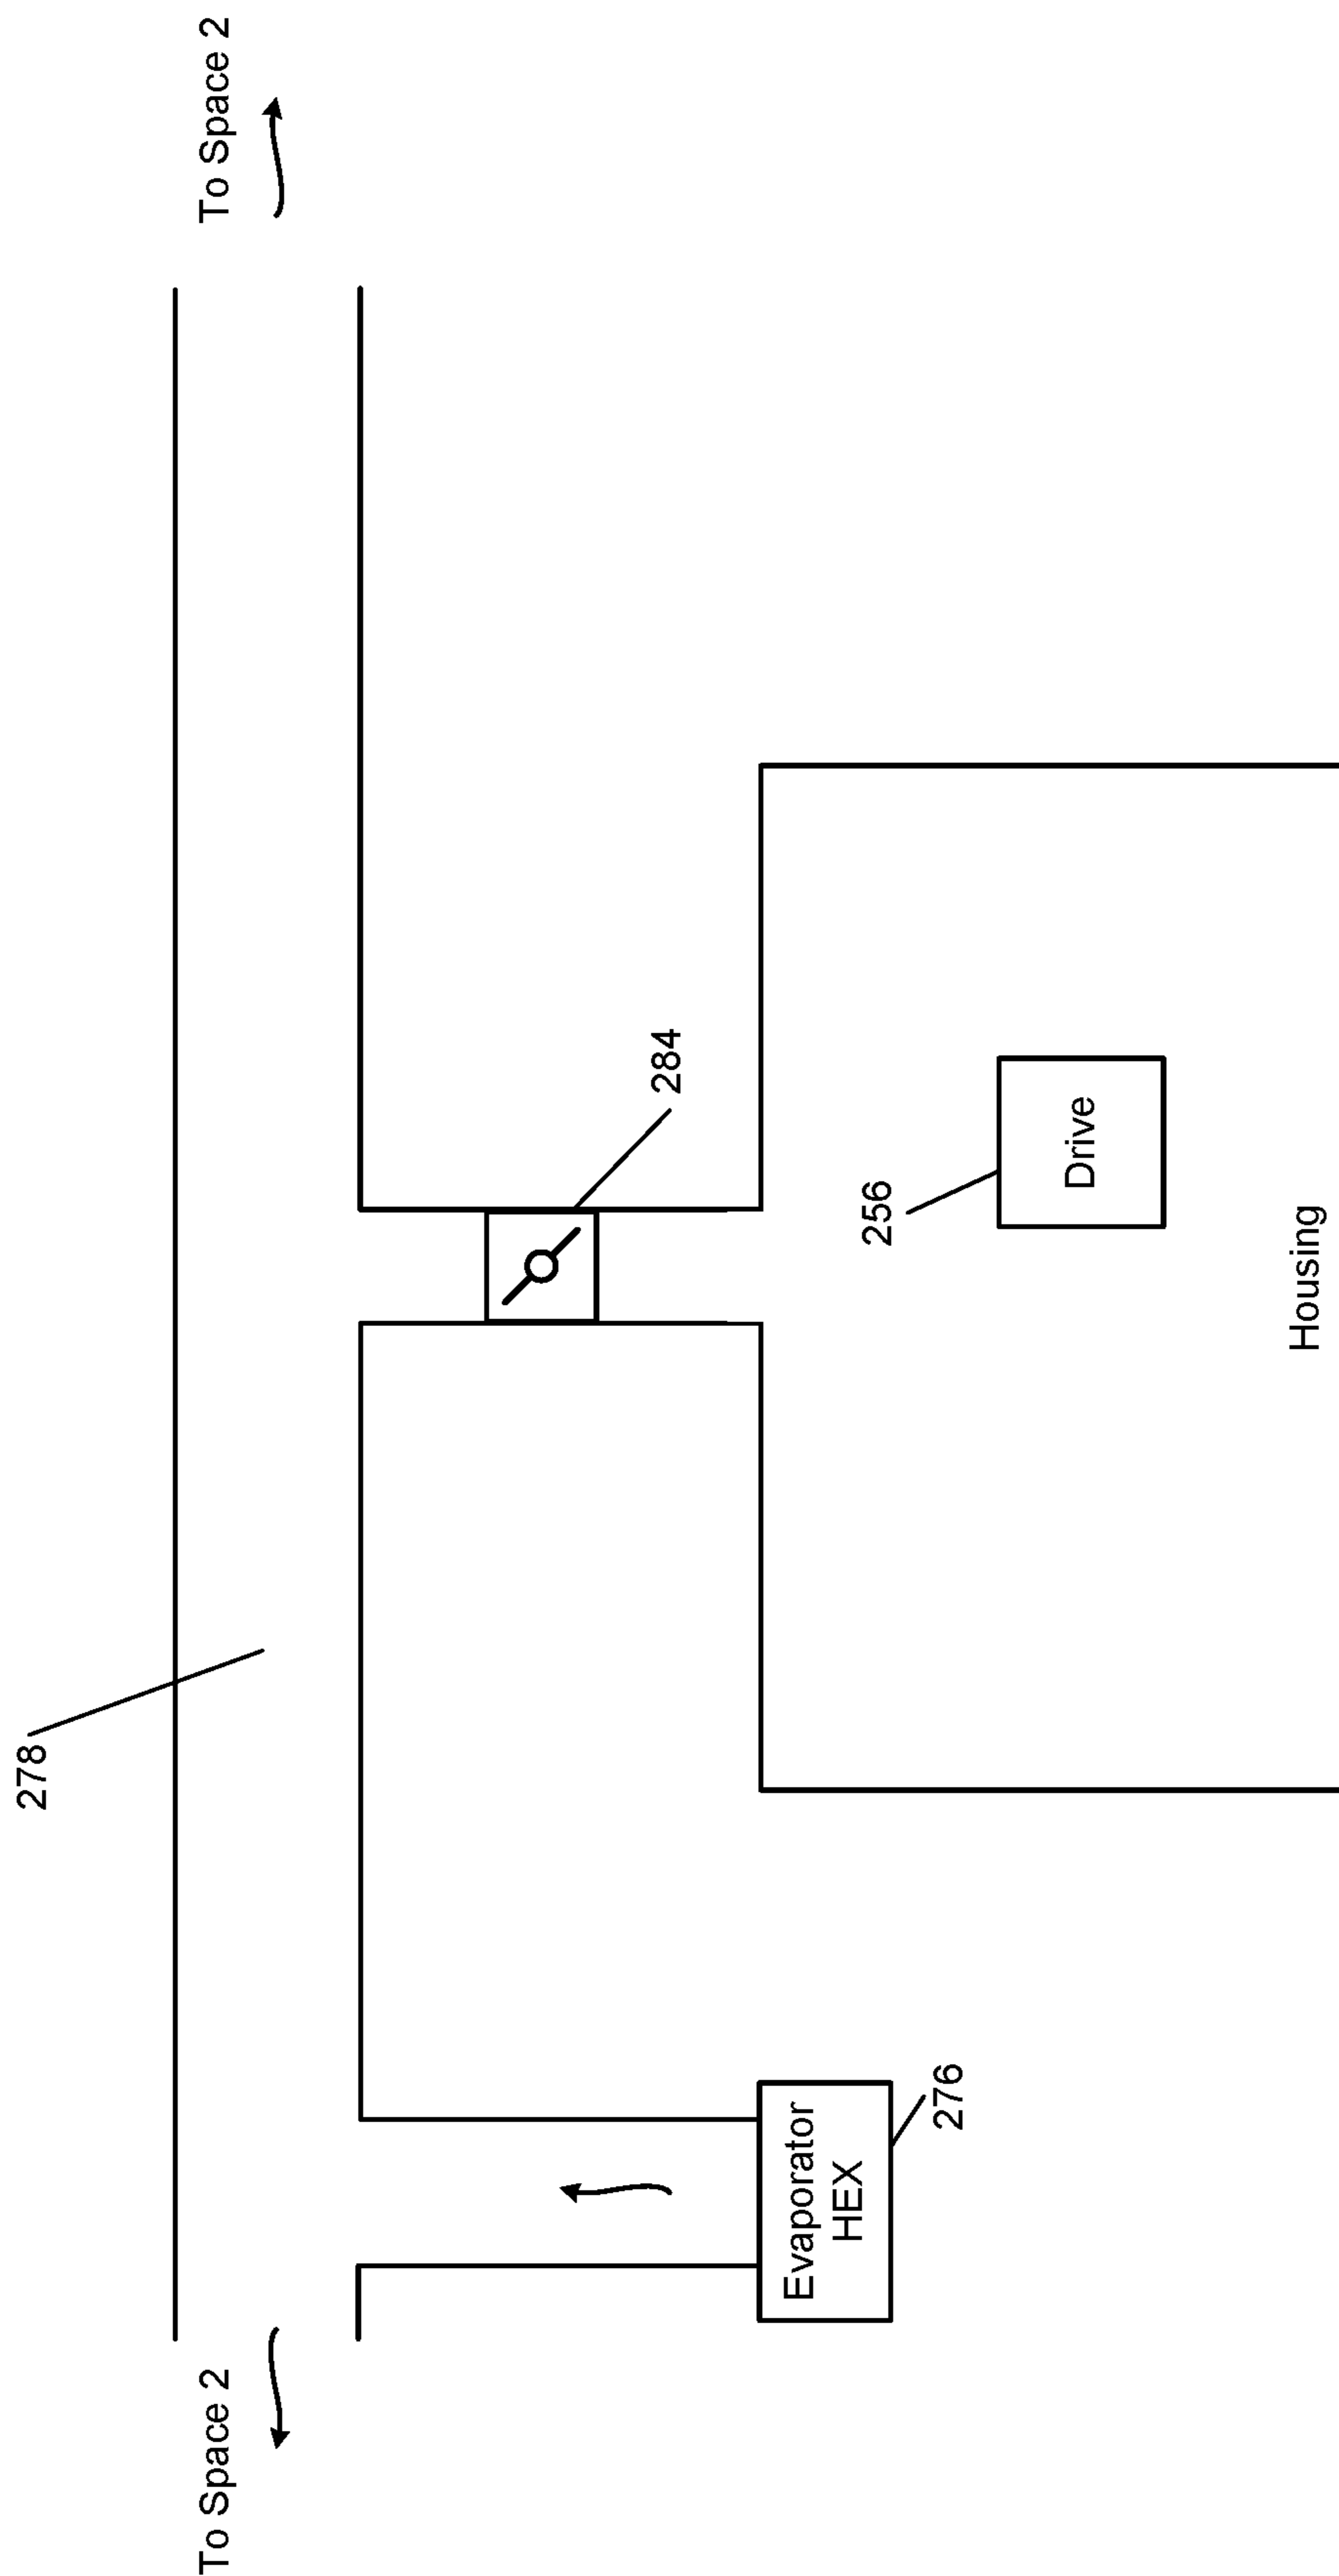 278
To Space 2
To Space 2
284
256
Drive
Evaporator
HEX
276
Housing